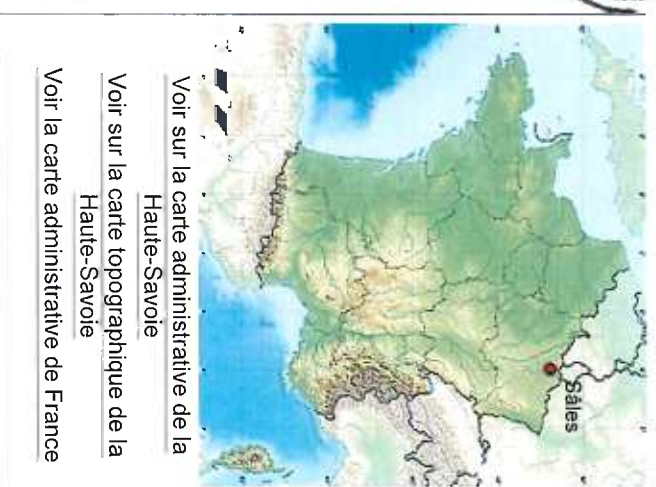 Sâles
Voir sur la carte administrative de la
Haute-Savoie
Voir sur la carte topographique de la
Haute-Savoie
Voir la carte administrative de France